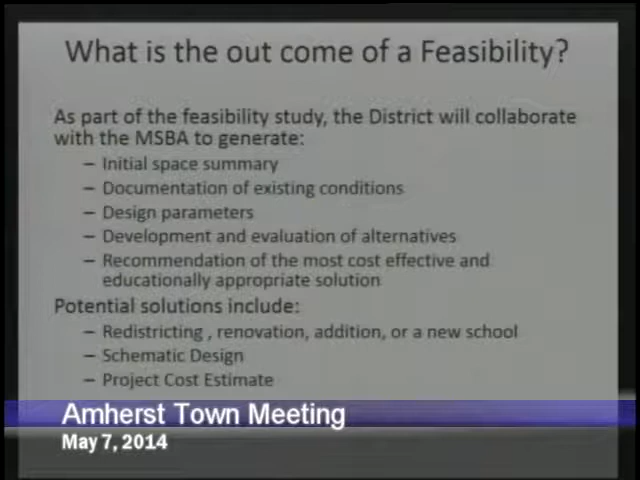 What is the out come of a Feasibility?
As part of the feasibility study, the District will collaborate
with the MSBA to generate:
– Initial space summary
– Documentation of existing conditions
– Design parameters
– Development and evaluation of alternatives
– Recommendation of the most cost effective and
educationally appropriate solution
Potential solutions include:
– Redistricting , renovation, addition, or a new school
– Schematic Design
– Project Cost Estimate
Amherst Town Meeting
May 7, 2014